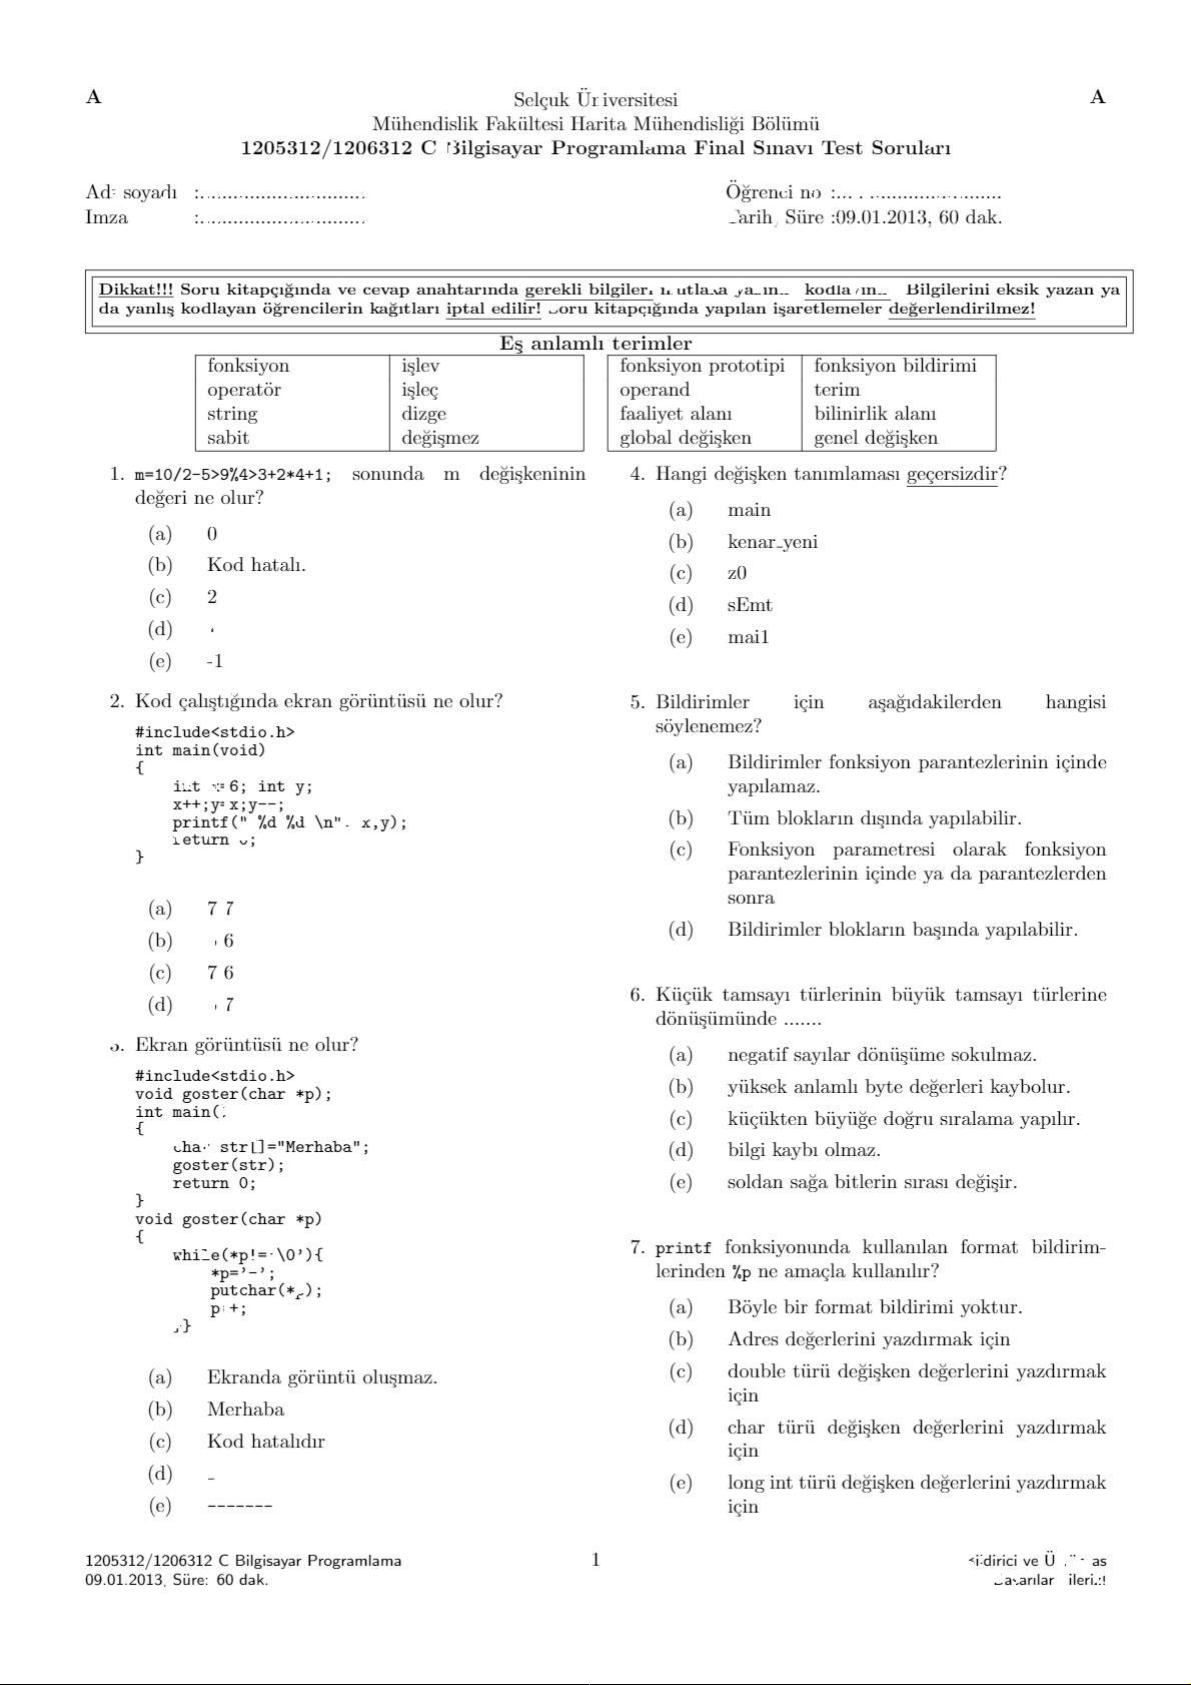 A
Selçuk Üniversitesi
A
Mühendislik Fakültesi Harita Mühendisliği Bölümü
1205312/1206312 C Bilgisayar Programlama Final Sınavı Test Soruları
Adı soyadı :..............................
Öğrenci no :..............................
Imza :..............................
Tarih, Süre :09.01.2013, 60 dak.
Dikkat!!! Soru kitapçığında ve cevap anahtarında gerekli bilgileri mutlaka Bilgilerini eksik yazan ya
da yanlış kodlayan öğrencilerin kağıtları iptal edilir! Soru kitapçığında yapılan işaretlemeler değerlendirilmez!
Eş anlamlı terimler
fonksiyon işlev fonksiyon prototipi fonksiyon bildirimi
operatör işleç operand terim
string dizge faaliyet alanı bilinirlik alanı
sabit değişmez global değişken genel değişken
1. m=10/2-5>9%4>3+2*4+1; sonunda m değişkeninin
değeri ne olur?
(a) 0
(b) Kod hatalı.
(c) 2
(d)
(e) -1
2. Kod çalıştığında ekran görüntüsü ne olur?
#include<stdio.h>
int main(void)
{
int x=6; int y;
x++;y=x;y--;
printf(" %d %d \n", x,y);
return 0;
}
(a) 7 7
(b) 6
(c) 7 6
(d) 7
3. Ekran görüntüsü ne olur?
#include<stdio.h>
void goster(char *p);
int main()
{
char str[]="Merhaba";
goster(str);
return 0;
}
void goster(char *p)
{
while(*p!='\0'){
*p='-';
putchar(*p);
p++;
}}
(a) Ekranda görüntü oluşmaz.
(b) Merhaba
(c) Kod hatalıdır
(d) -
(e) -------
4. Hangi değişken tanımlaması geçersizdir?
(a) main
(b) kenar_yeni
(c) z0
(d) sEmt
(e) mai1
5. Bildirimler için aşağıdakilerden hangisi
söylenemez?
(a) Bildirimler fonksiyon parantezlerinin içinde
yapılamaz.
(b) Tüm blokların dışında yapılabilir.
(c) Fonksiyon parametresi olarak fonksiyon
parantezlerinin içinde ya da parantezlerden
sonra
(d) Bildirimler blokların başında yapılabilir.
6. Küçük tamsayı türlerinin büyük tamsayı türlerine
dönüşümünde .......
(a) negatif sayılar dönüşüme sokulmaz.
(b) yüksek anlamlı byte değerleri kaybolur.
(c) küçükten büyüğe doğru sıralama yapılır.
(d) bilgi kaybı olmaz.
(e) soldan sağa bitlerin sırası değişir.
7. printf fonksiyonunda kullanılan format bildirim-
lerinden %p ne amaçla kullanılır?
(a) Böyle bir format bildirimi yoktur.
(b) Adres değerlerini yazdırmak için
(c) double türü değişken değerlerini yazdırmak
için
(d) char türü değişken değerlerini yazdırmak
için
(e) long int türü değişken değerlerini yazdırmak
için
1205312/1206312 C Bilgisayar Programlama
09.01.2013, Süre: 60 dak.
1
ve